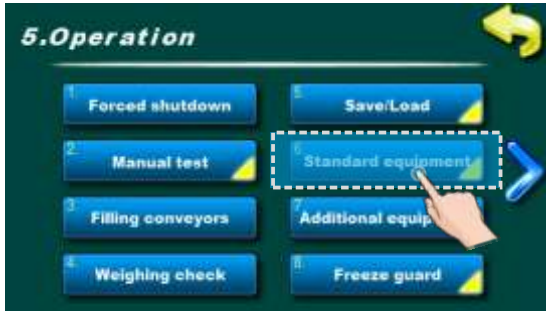 5.Operation
1. Forced shutdown
2. Manual test
3. Filling conveyors
4. Weighing check
5. Save/Load
6. Standard equipment
7. Additional equip
8. Freeze guard